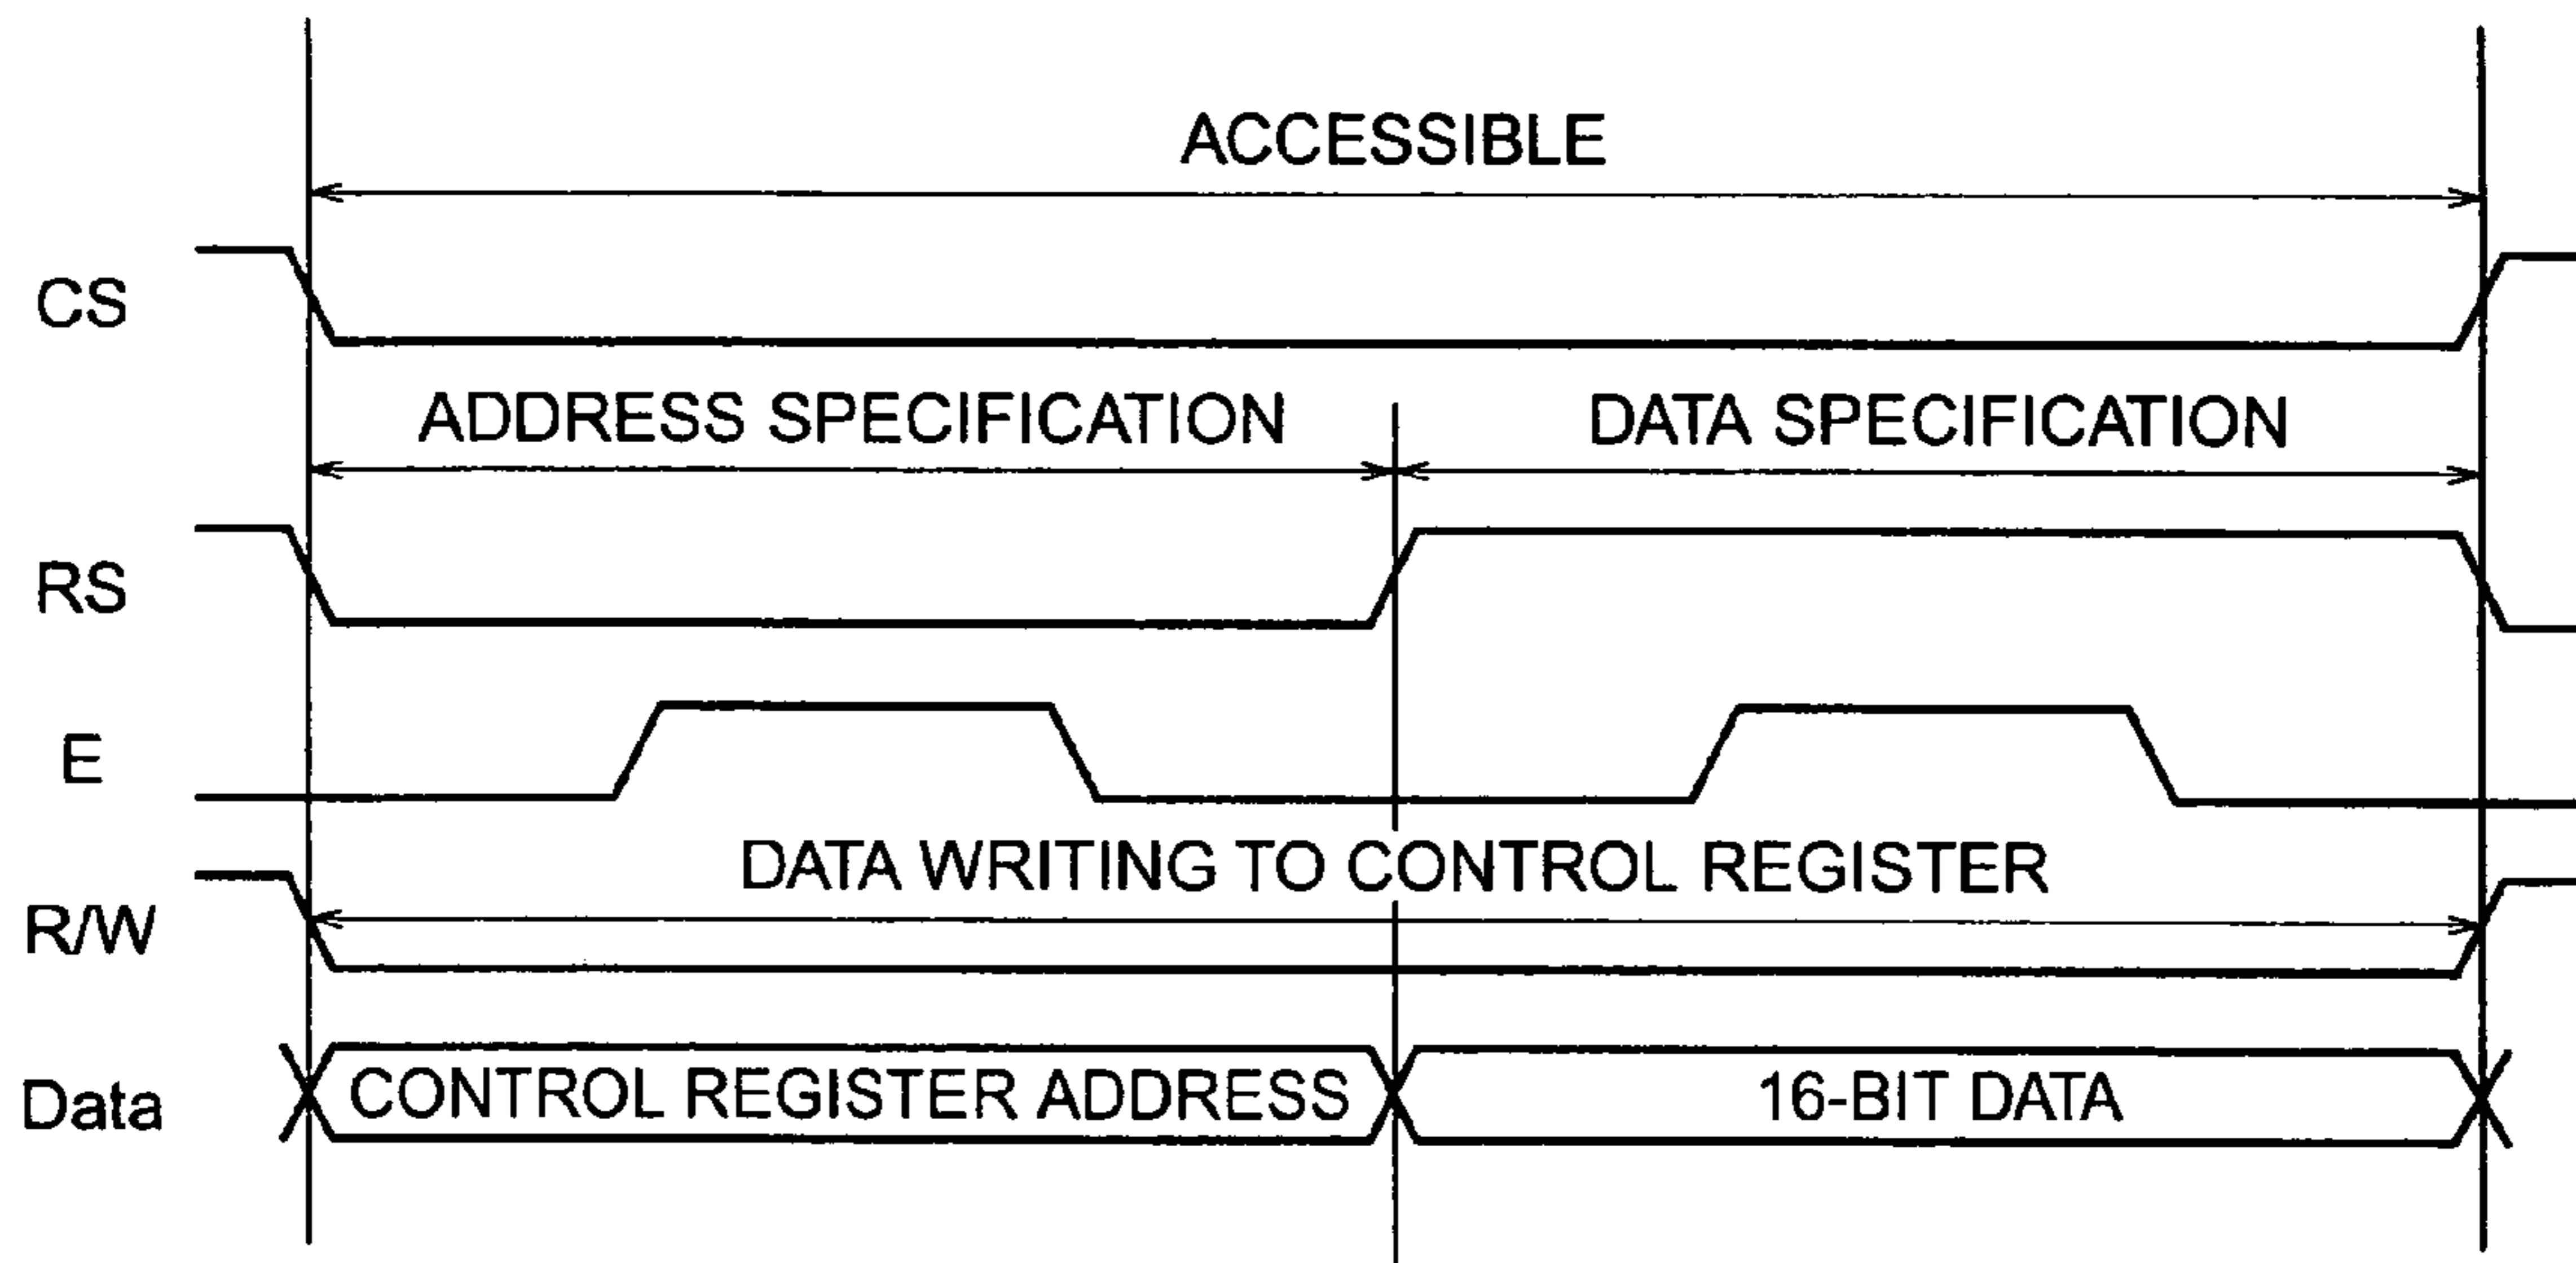 ACCESSIBLE
CS
ADDRESS SPECIFICATION DATA SPECIFICATION
RS
E
DATA WRITING TO CONTROL REGISTER
R/W
Data CONTROL REGISTER ADDRESS 16-BIT DATA